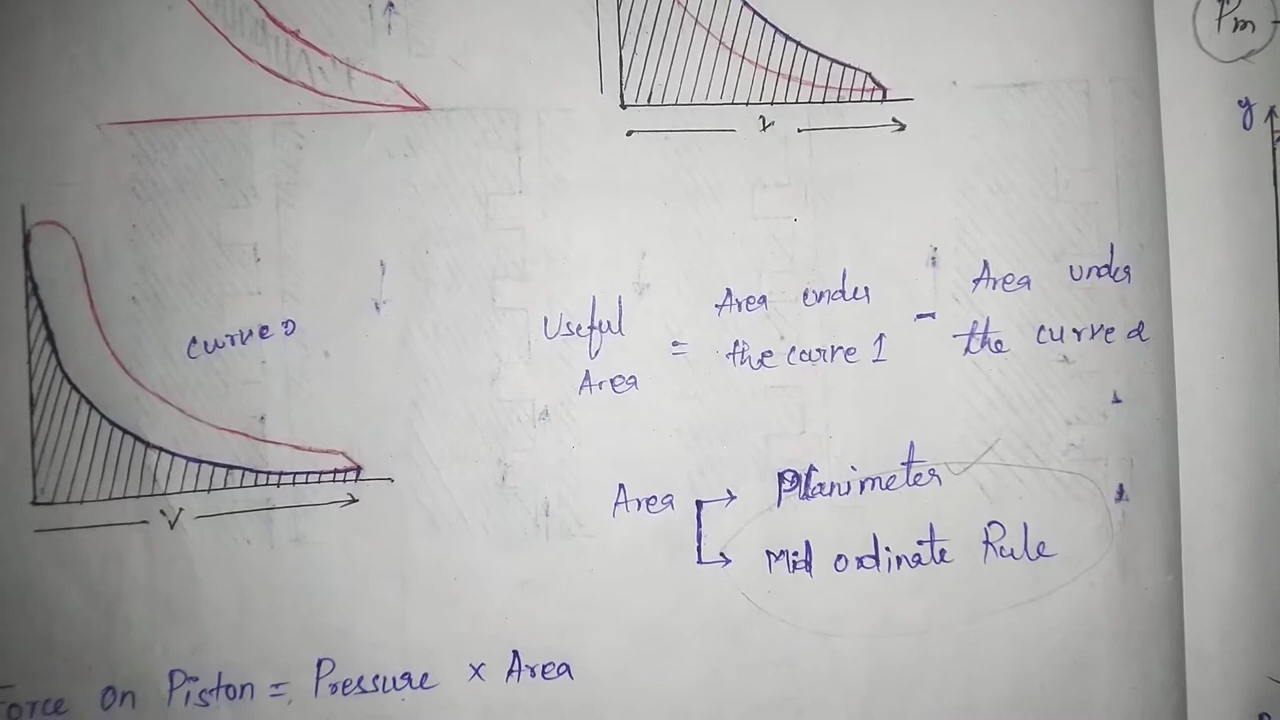 Pm
y
curve 2
V
Useful Area = Area under the curve 1 - Area under the curve 2
Area → Planimeter
→ Mid ordinate Rule
Force on Piston = Pressure × Area